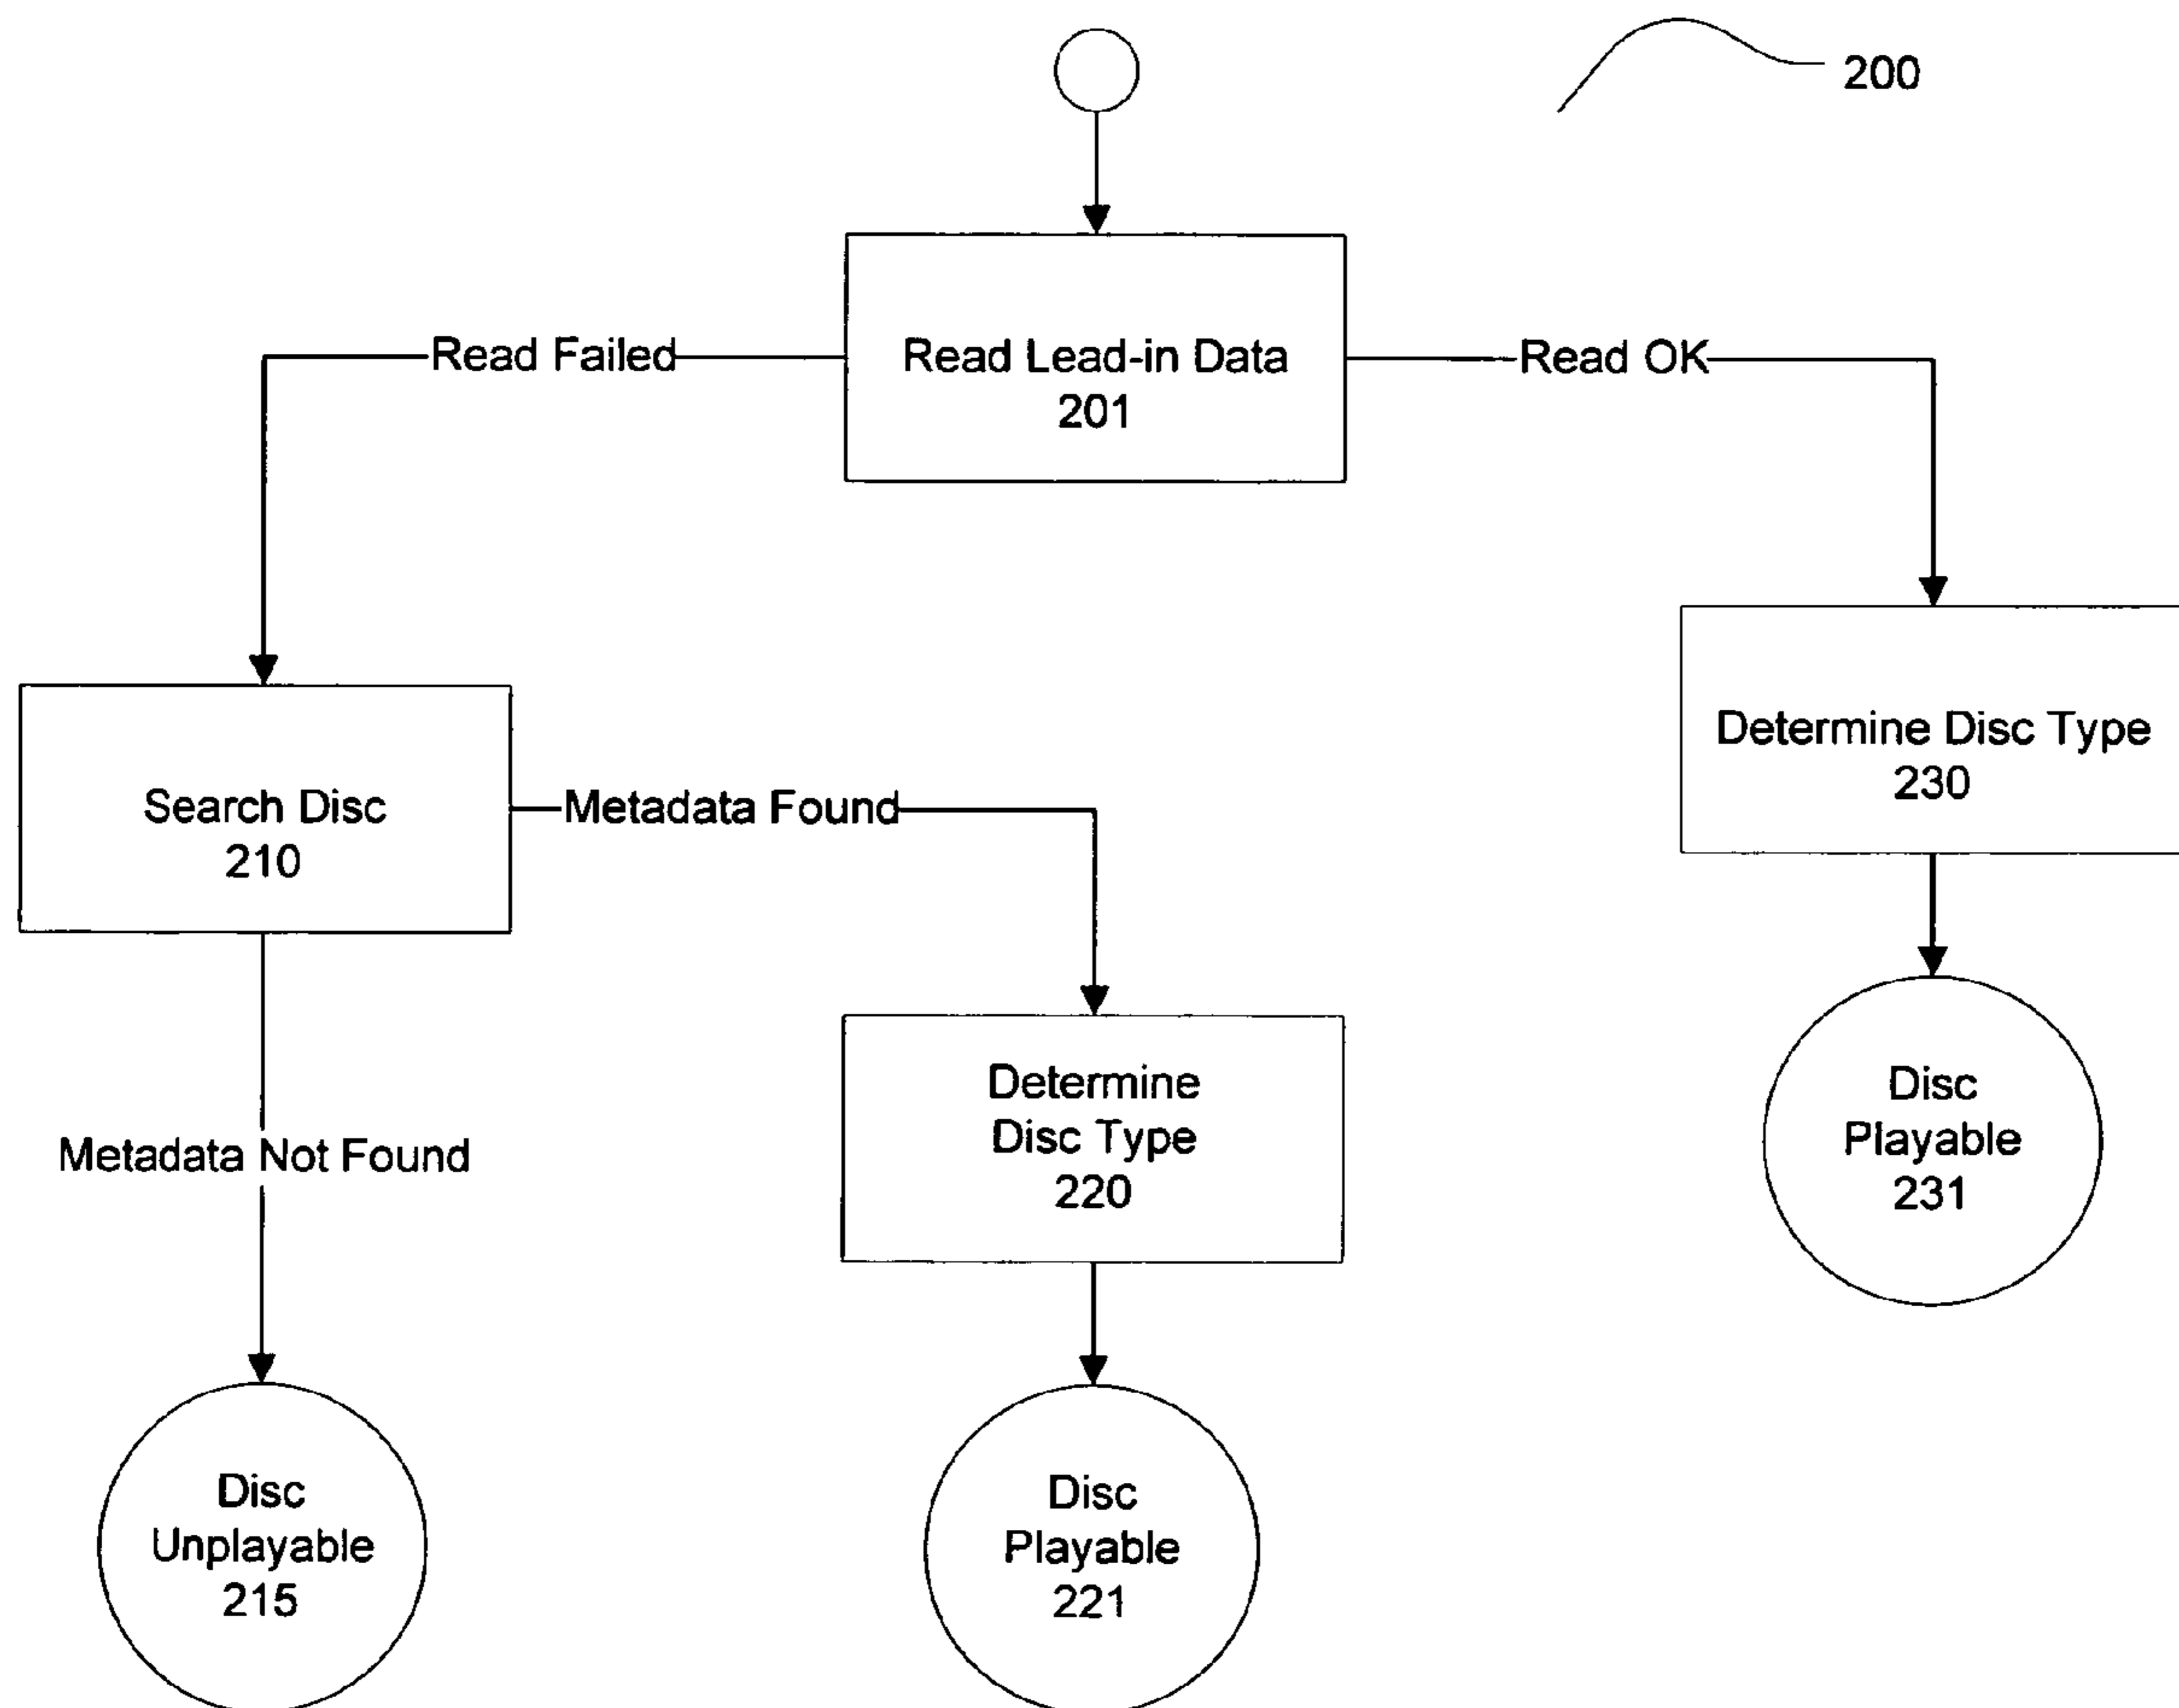 200
Read Failed
Read Lead-in Data
201
Read OK
Determine Disc Type
230
Search Disc
210
Metadata Found
Metadata Not Found
Determine
Disc Type
220
Disc
Playable
231
Disc
Unplayable
215
Disc
Playable
221